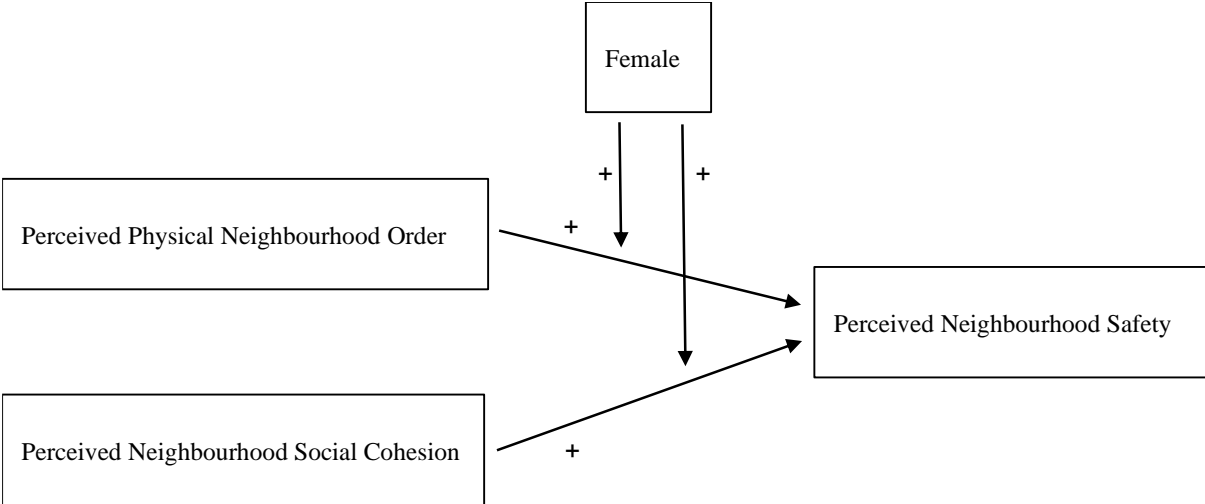 Female
+
+
Perceived Physical Neighbourhood Order
+
Perceived Neighbourhood Safety
Perceived Neighbourhood Social Cohesion
+